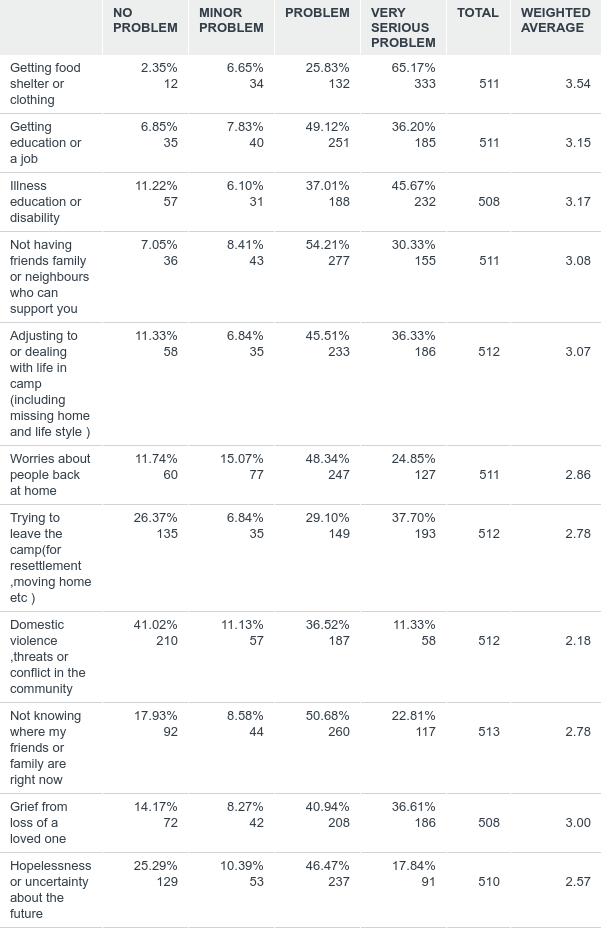 NO PROBLEM MINOR PROBLEM PROBLEM VERY SERIOUS PROBLEM TOTAL WEIGHTED AVERAGE
Getting food 2.35% 6.65% 25.83% 65.17%
shelter or 12 34 132 333 511 3.54
clothing
Getting 6.85% 7.83% 49.12% 36.20%
education or 35 40 251 185 511 3.15
a job
Illness 11.22% 6.10% 37.01% 45.67%
education or 57 31 188 232 508 3.17
disability
Not having 7.05% 8.41% 54.21% 30.33%
friends family 36 43 277 155 511 3.08
or neighbours
who can
support you
Adjusting to 11.33% 6.84% 45.51% 36.33%
or dealing 58 35 233 186 512 3.07
with life in
camp
(including
missing home
and life style )
Worries about 11.74% 15.07% 48.34% 24.85%
people back 60 77 247 127 511 2.86
at home
Trying to 26.37% 6.84% 29.10% 37.70%
leave the 135 35 149 193 512 2.78
camp(for
resettlement
,moving home
etc )
Domestic 41.02% 11.13% 36.52% 11.33%
violence 210 57 187 58 512 2.18
,threats or
conflict in the
community
Not knowing 17.93% 8.58% 50.68% 22.81%
where my 92 44 260 117 513 2.78
friends or
family are
right now
Grief from 14.17% 8.27% 40.94% 36.61%
loss of a 72 42 208 186 508 3.00
loved one
Hopelessness 25.29% 10.39% 46.47% 17.84%
or uncertainty 129 53 237 91 510 2.57
about the
future